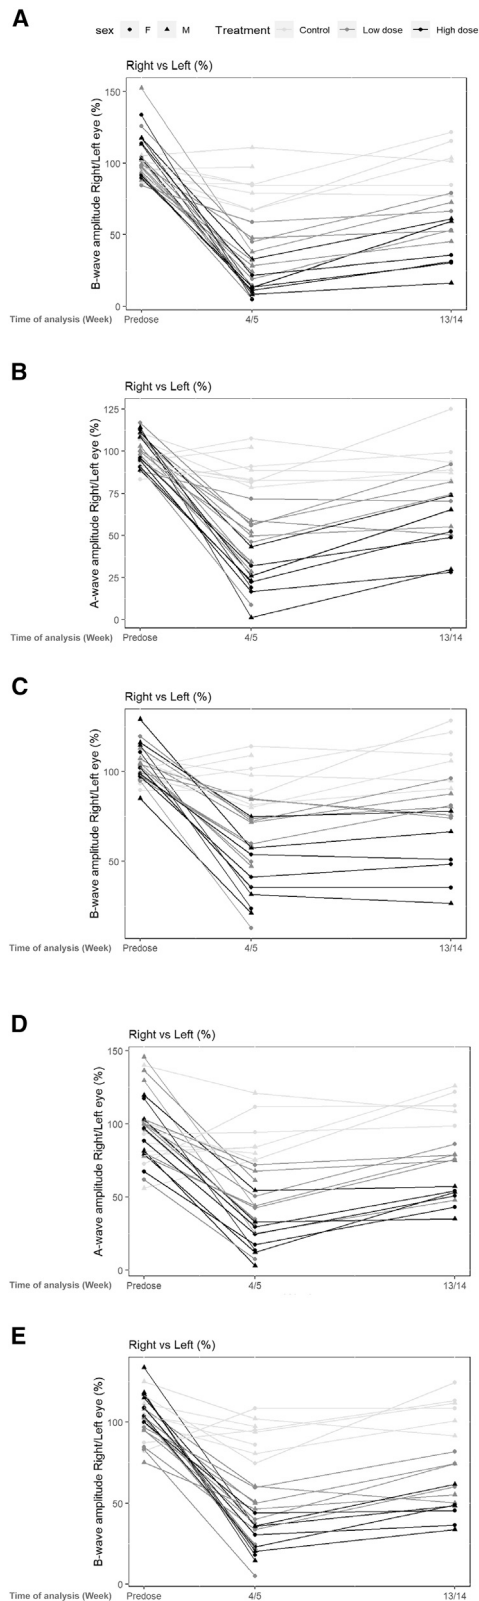 A
sex F M Treatment Control Low dose High dose
Right vs Left (%)
B-wave amplitude Right/Left eye (%)
150
100
50
0
Time of analysis (Week) Predose 4/5 13/14
B
Right vs Left (%)
A-wave amplitude Right/Left eye (%)
125
100
75
50
25
0
Time of analysis (Week) Predose 4/5 13/14
C
Right vs Left (%)
B-wave amplitude Right/Left eye (%)
100
50
Time of analysis (Week) Predose 4/5 13/14
D
Right vs Left (%)
A-wave amplitude Right/Left eye (%)
150
100
50
0
Time of analysis (Week) Predose 4/5 13/14
E
Right vs Left (%)
B-wave amplitude Right/Left eye (%)
100
50
0
Time of analysis (Week) Predose 4/5 13/14